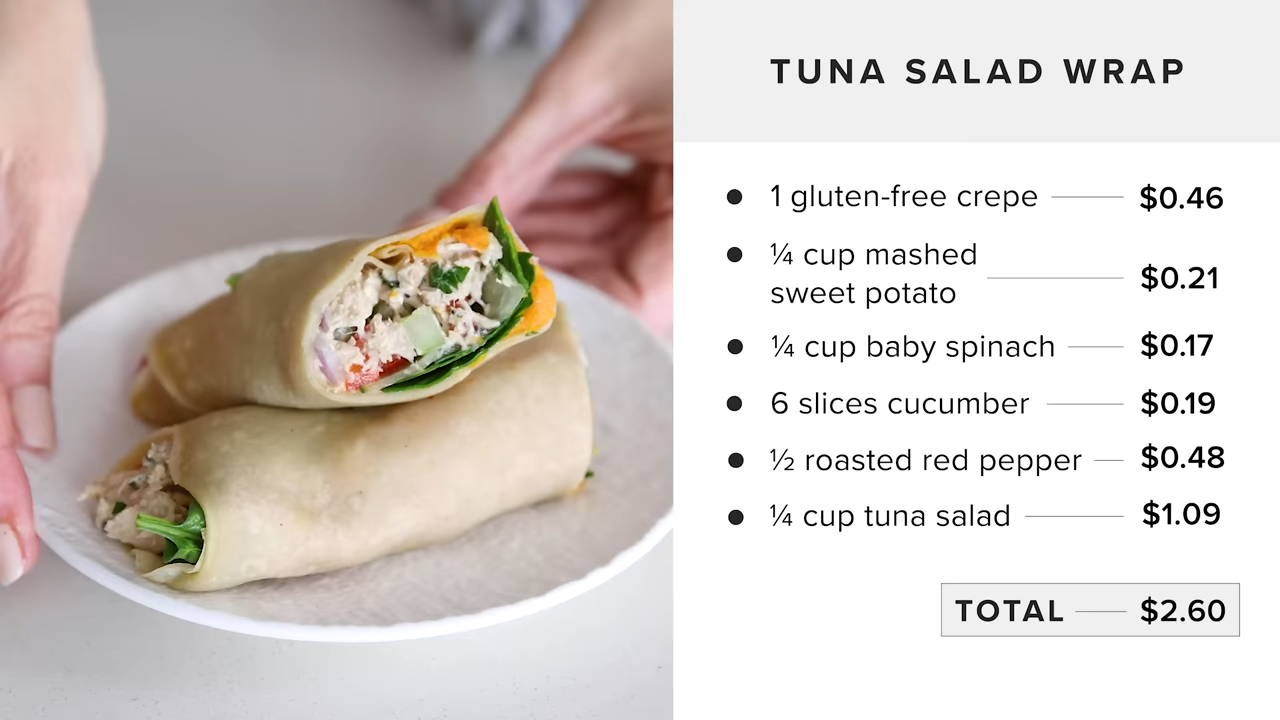 TUNA SALAD WRAP
1 gluten-free crepe $0.46
¼ cup mashed
sweet potato $0.21
¼ cup baby spinach $0.17
6 slices cucumber $0.19
½ roasted red pepper $0.48
¼ cup tuna salad $1.09
TOTAL $2.60